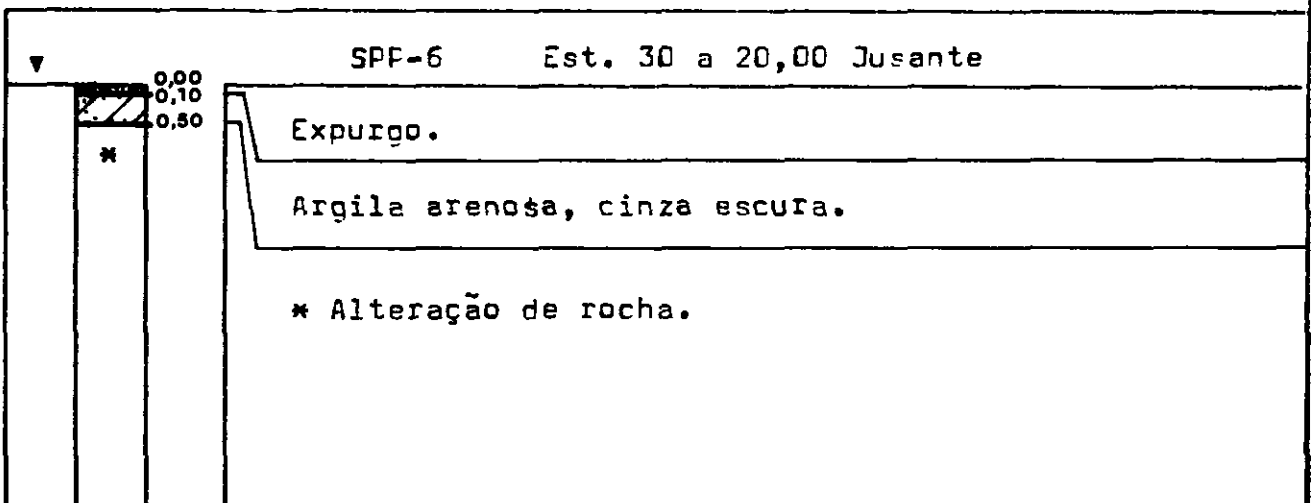 SPF-6 Est. 30 a 20,00 Jusante
0,00
0,10
0,50
Expurgo.
Argila arenosa, cinza escura.
* Alteração de rocha.
*